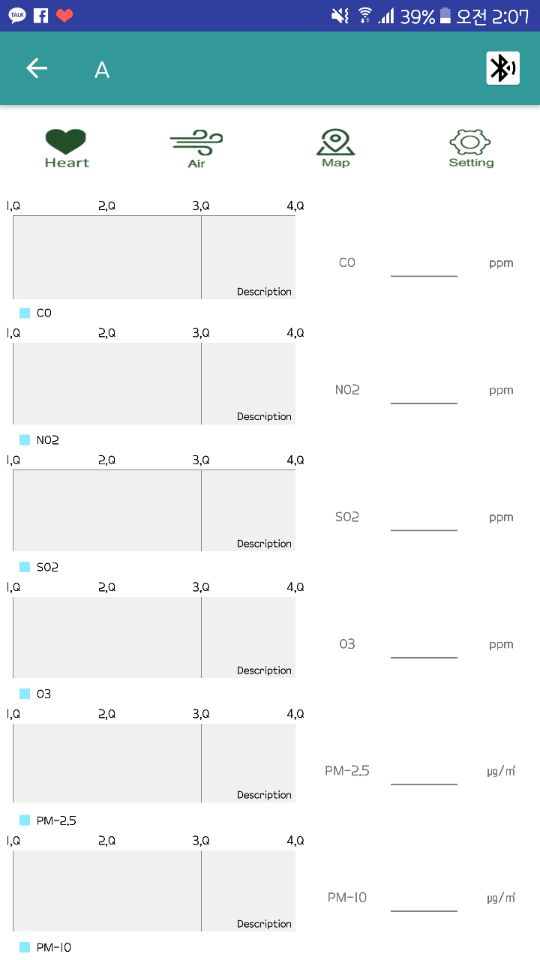 TALK 39% 오전 2:07
A
Heart Air Map Setting
1,Q 2,Q 3,Q 4,Q
Description
CO ppm
CO
1,Q 2,Q 3,Q 4,Q
Description
NO2 ppm
NO2
1,Q 2,Q 3,Q 4,Q
Description
SO2 ppm
SO2
1,Q 2,Q 3,Q 4,Q
Description
O3 ppm
O3
1,Q 2,Q 3,Q 4,Q
Description
PM-2,5 ㎍/㎥
PM-2,5
1,Q 2,Q 3,Q 4,Q
Description
PM-10 ㎍/㎥
PM-10